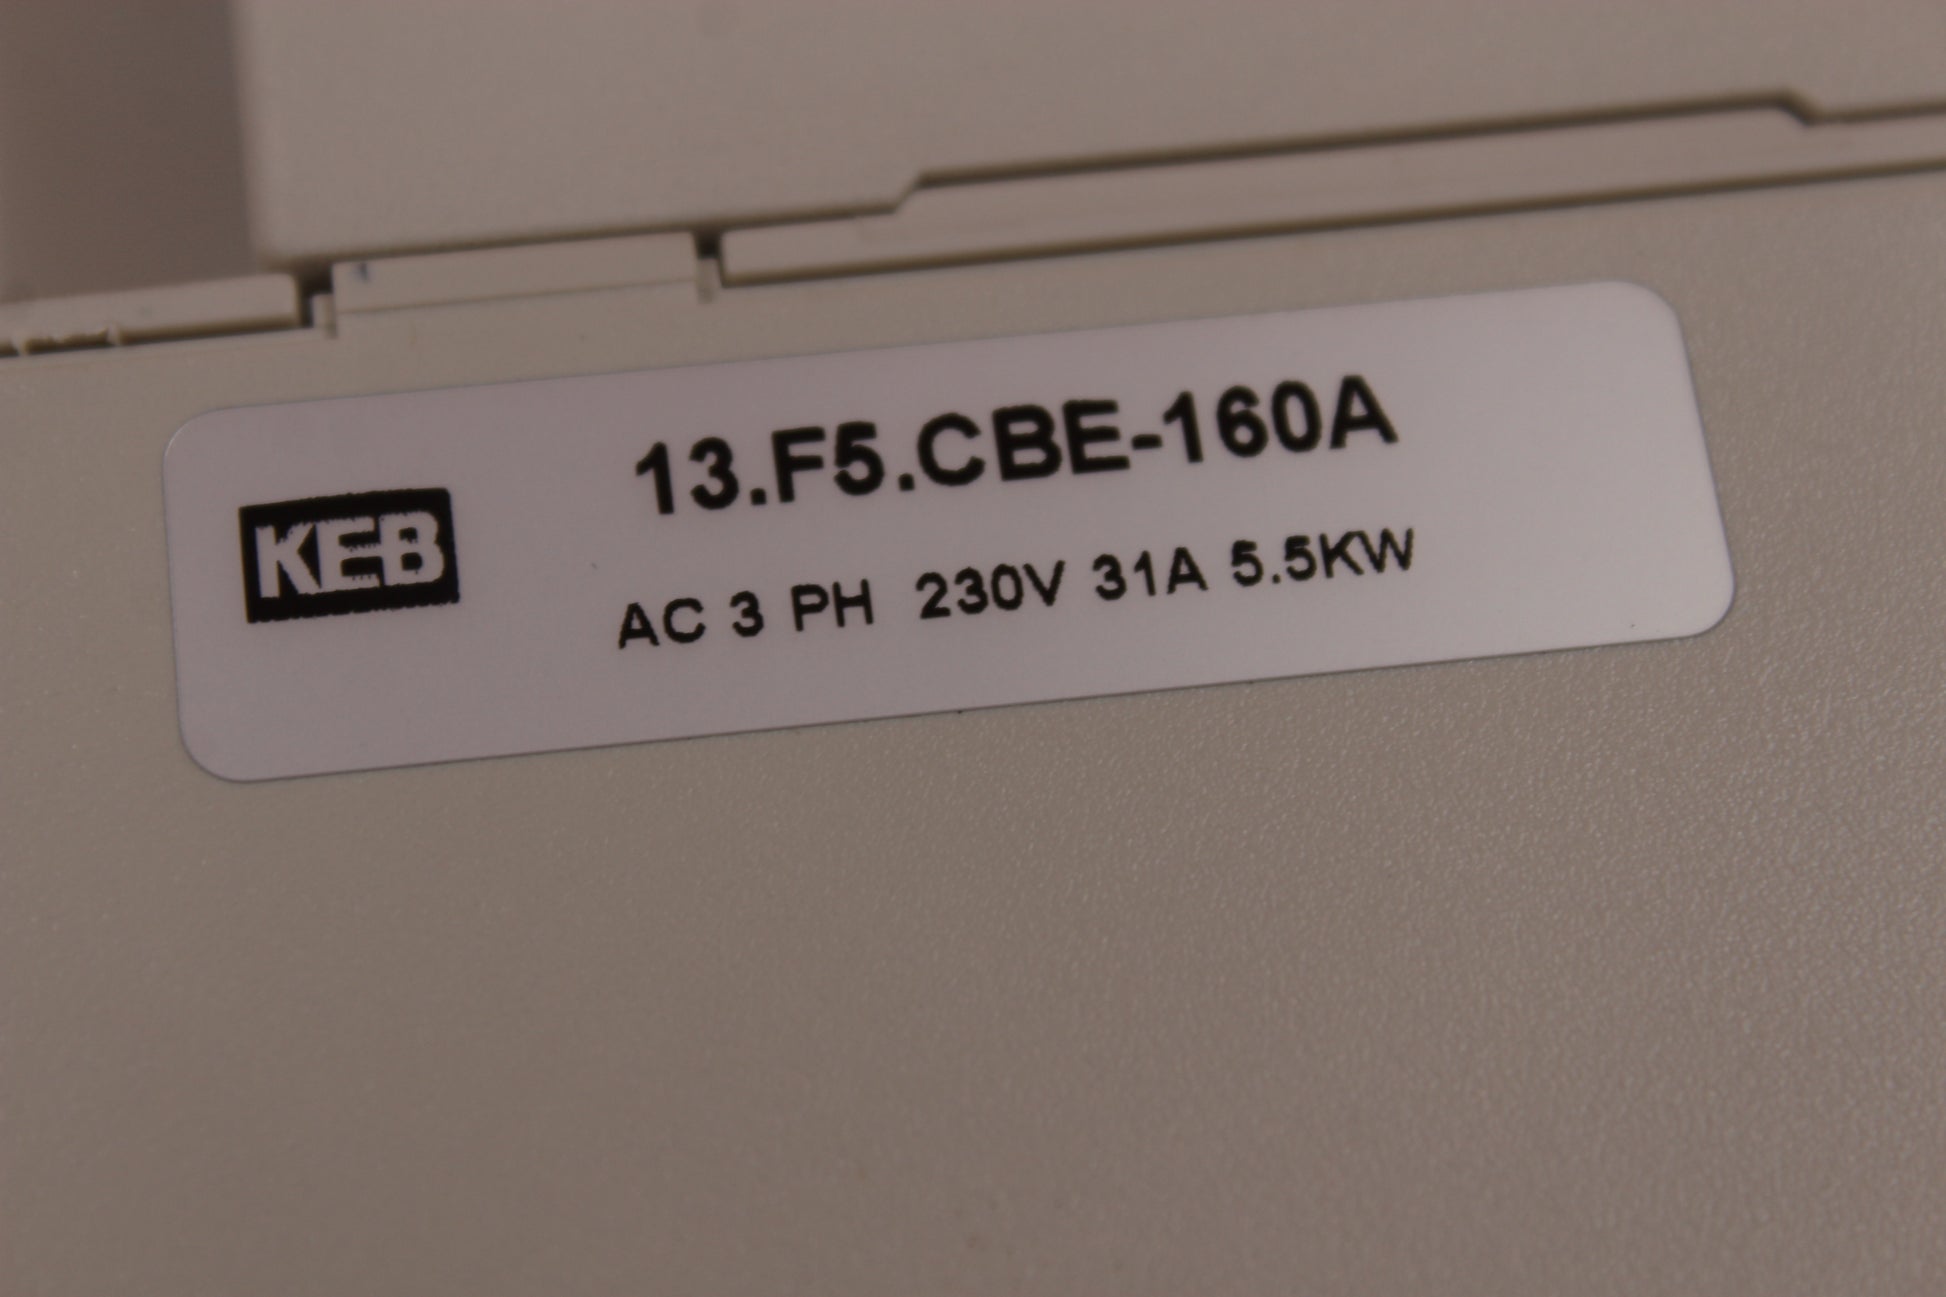 13.F5.CBE-160A
KEB
AC 3 PH 230V 31A 5.5KW